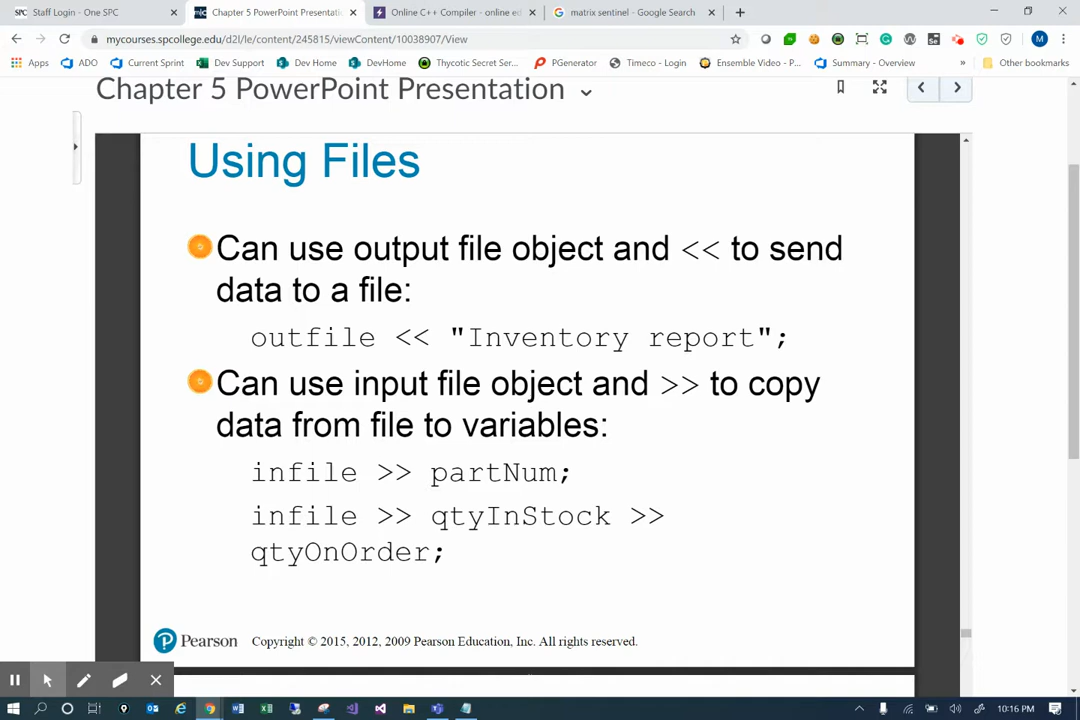 Staff Login - One SPC
Chapter 5 PowerPoint Presentati
Online C++ Compiler - online ed
matrix sentinel - Google Search
mycourses.spcollege.edu/d2l/le/content/245815/viewContent/10038907/View
Apps
ADO
Current Sprint
Dev Support
Dev Home
DevHome
Thycotic Secret Ser...
PGenerator
Timeco - Login
Ensemble Video - P...
Summary - Overview
»
Other bookmarks
Chapter 5 PowerPoint Presentation
Using Files
Can use output file object and << to send
data to a file:
outfile << "Inventory report";
Can use input file object and >> to copy
data from file to variables:
infile >> partNum;
infile >> qtyInStock >>
qtyOnOrder;
Pearson
Copyright © 2015, 2012, 2009 Pearson Education, Inc. All rights reserved.
10:16 PM